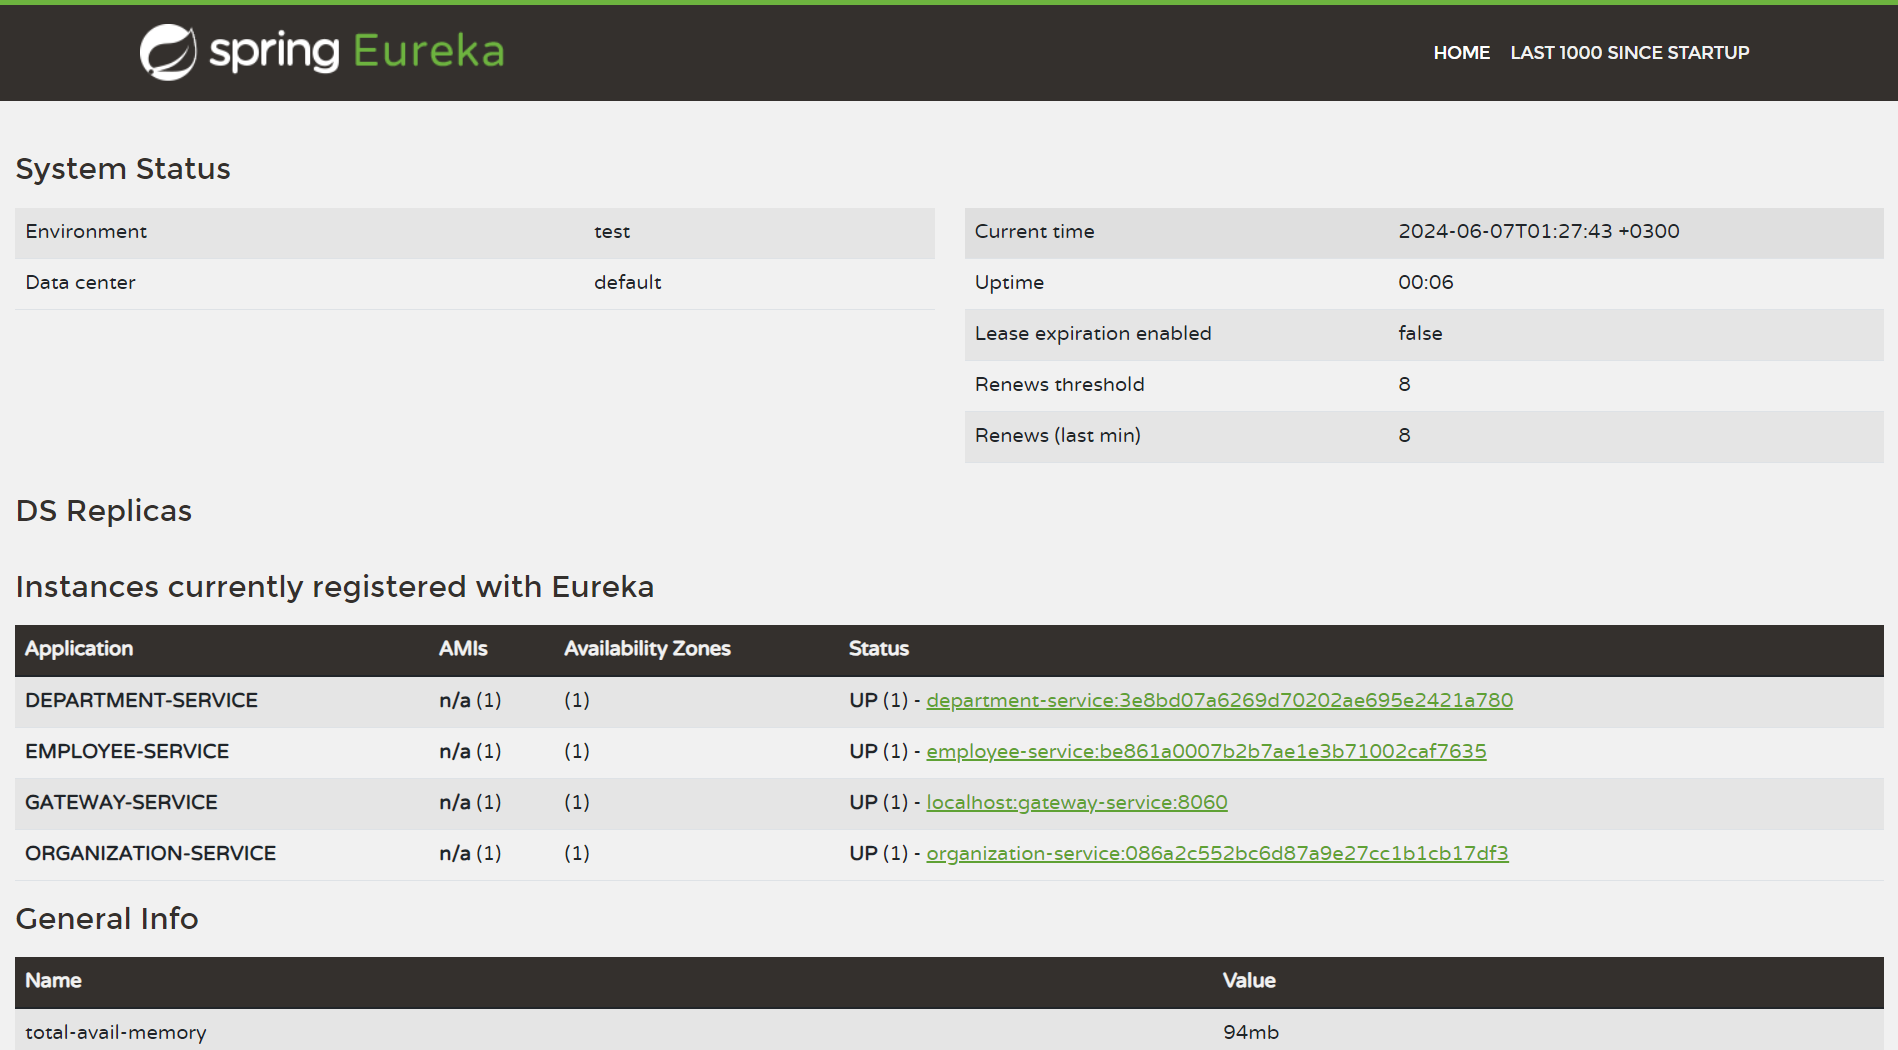 spring Eureka
HOME LAST 1000 SINCE STARTUP
System Status
Environment test
Data center default
Current time 2024-06-07T01:27:43 +0300
Uptime 00:06
Lease expiration enabled false
Renews threshold 8
Renews (last min) 8
DS Replicas
Instances currently registered with Eureka
Application AMIs Availability Zones Status
DEPARTMENT-SERVICE n/a (1) (1) UP (1) - department-service:3e8bd07a6269d70202ae695e2421a780
EMPLOYEE-SERVICE n/a (1) (1) UP (1) - employee-service:be861a0007b2b7ae1e3b71002caf7635
GATEWAY-SERVICE n/a (1) (1) UP (1) - localhost:gateway-service:8060
ORGANIZATION-SERVICE n/a (1) (1) UP (1) - organization-service:086a2c552bc6d87a9e27cc1b1cb17df3
General Info
Name Value
total-avail-memory 94mb